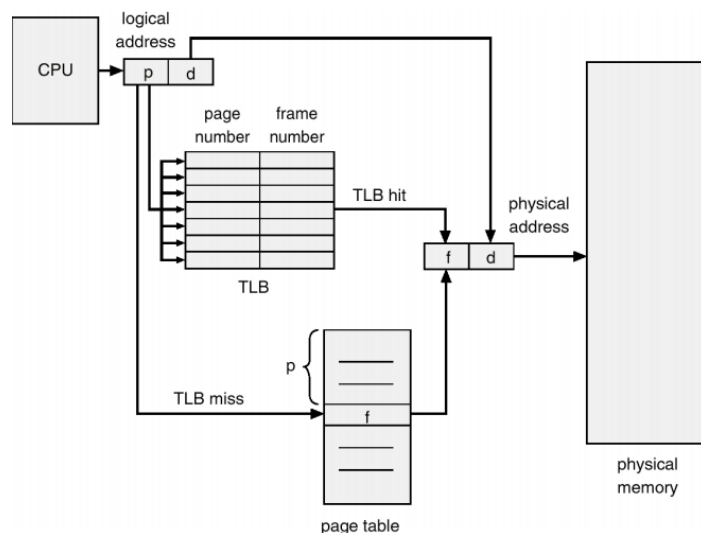 logical
address
CPU
p d
page
number
frame
number
TLB hit
physical
address
f d
TLB
p
TLB miss
f
physical
memory
page table